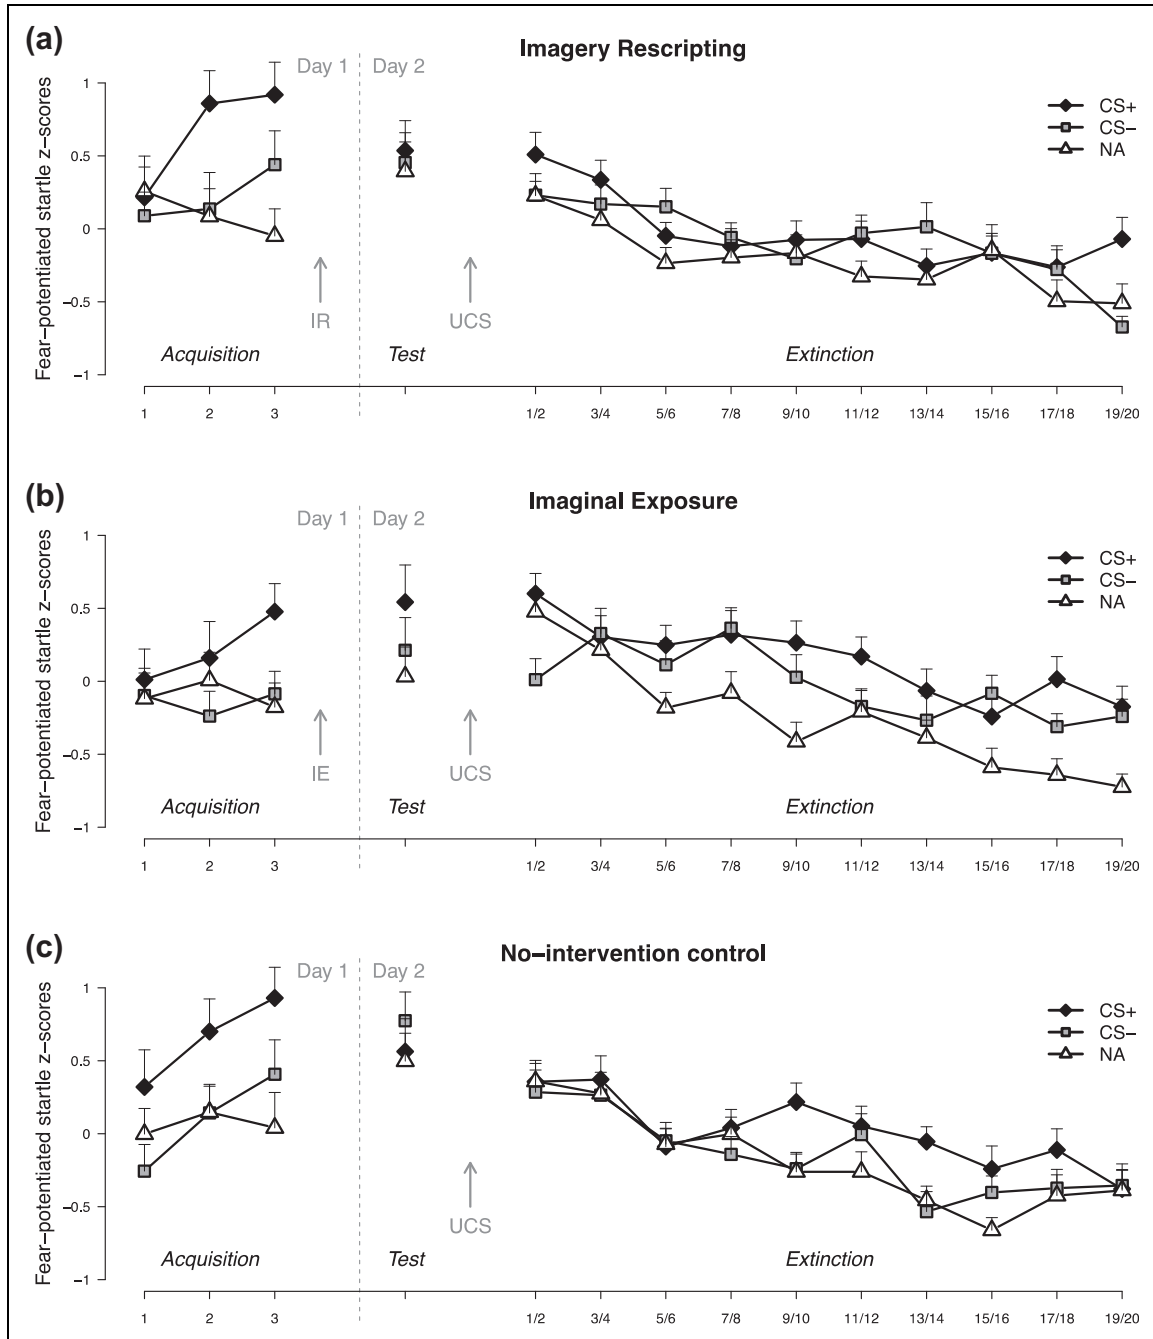 (a)
Imagery Rescripting
Day 1 Day 2
Fear−potentiated startle z−scores
1
0.5
0
−0.5
−1
CS+
CS−
NA
IR
UCS
Acquisition Test Extinction
1 2 3 1/2 3/4 5/6 7/8 9/10 11/12 13/14 15/16 17/18 19/20
(b)
Imaginal Exposure
Day 1 Day 2
Fear−potentiated startle z−scores
1
0.5
0
−0.5
−1
CS+
CS−
NA
IE
UCS
Acquisition Test Extinction
1 2 3 1/2 3/4 5/6 7/8 9/10 11/12 13/14 15/16 17/18 19/20
(c)
No−intervention control
Day 1 Day 2
Fear−potentiated startle z−scores
1
0.5
0
−0.5
−1
CS+
CS−
NA
UCS
Acquisition Test Extinction
1 2 3 1/2 3/4 5/6 7/8 9/10 11/12 13/14 15/16 17/18 19/20